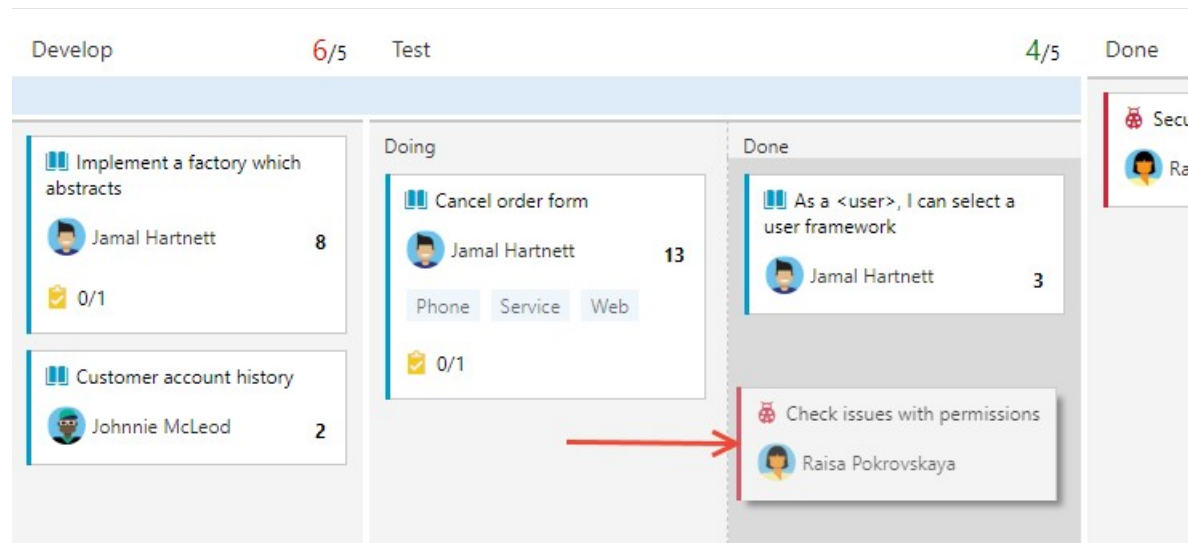 Develop 6/5 Test 4/5 Done
Implement a factory which
abstracts
Jamal Hartnett 8
0/1
Customer account history
Johnnie McLeod 2
Doing
Cancel order form
Jamal Hartnett 13
Phone Service Web
0/1
Done
As a <user>, I can select a
user framework
Jamal Hartnett 3
Check issues with permissions
Raisa Pokrovskaya